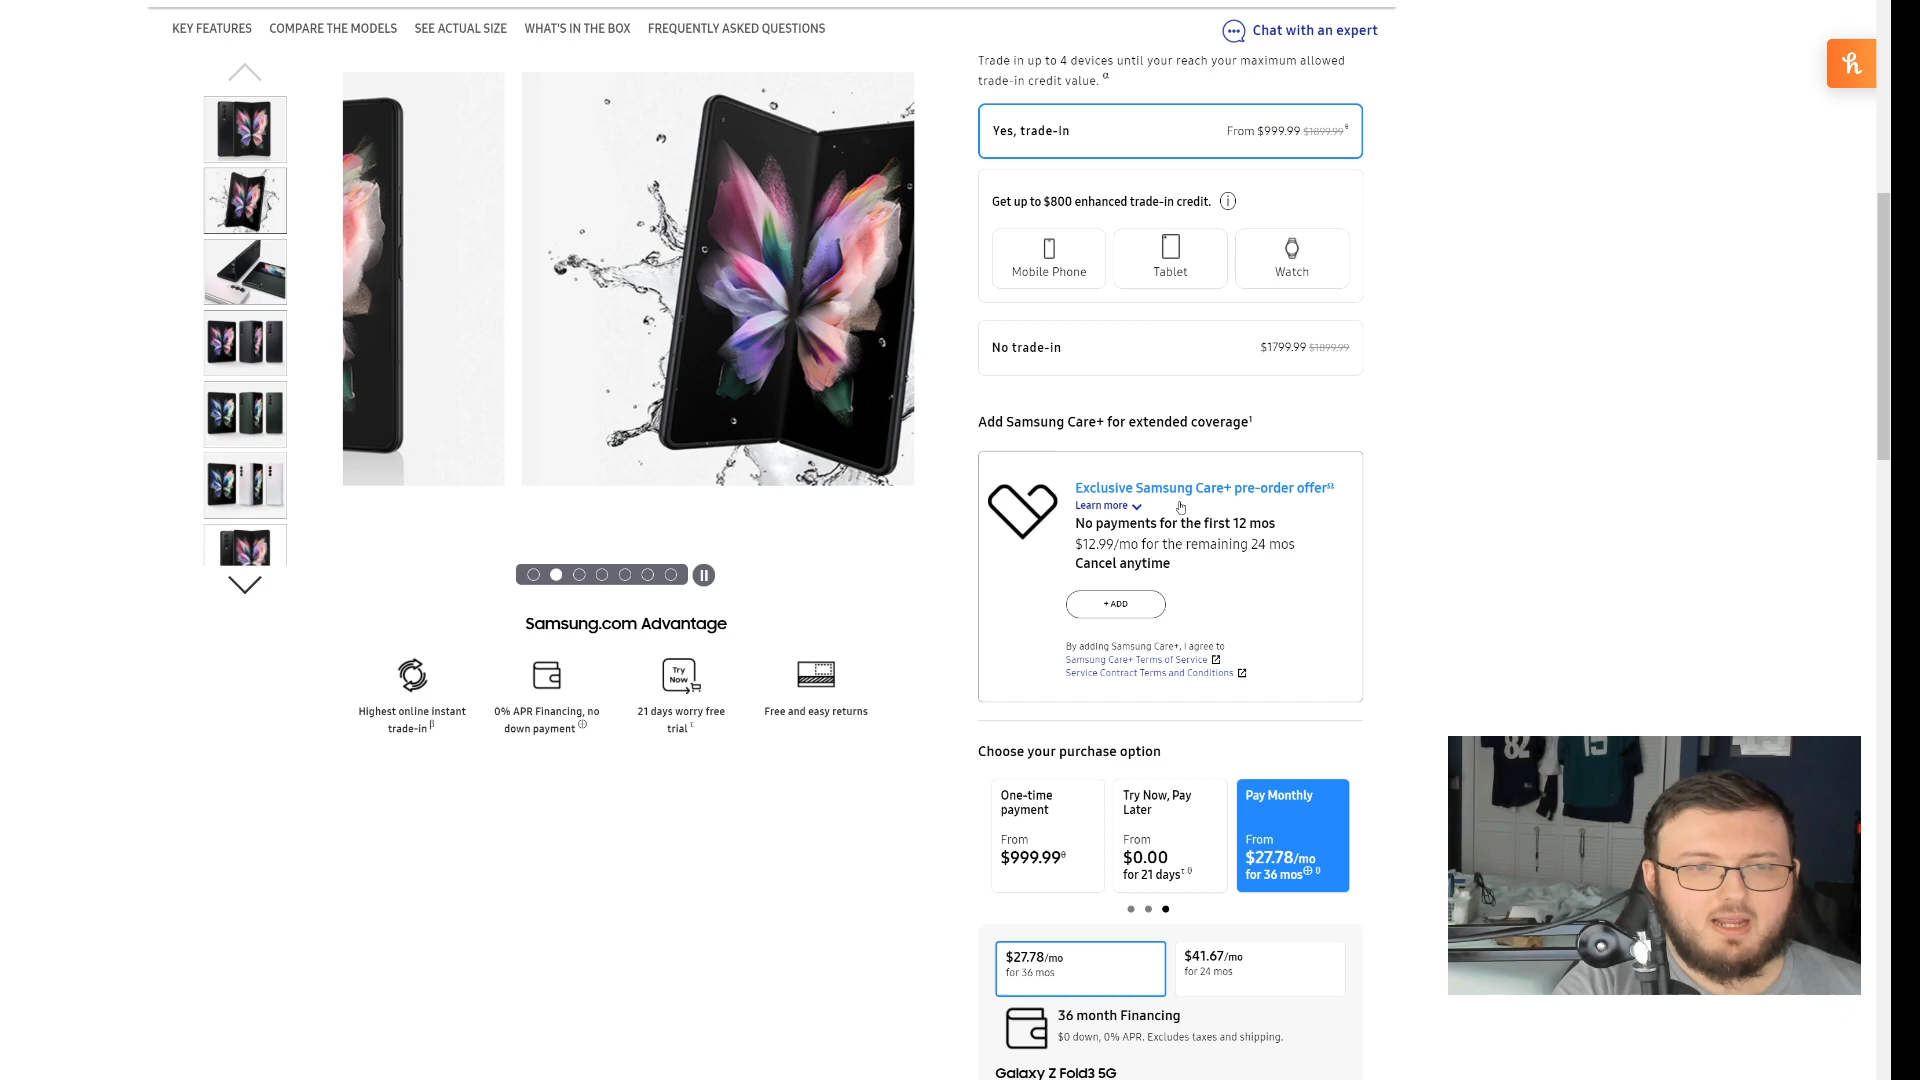 KEY FEATURES COMPARE THE MODELS SEE ACTUAL SIZE WHAT'S IN THE BOX FREQUENTLY ASKED QUESTIONS
Chat with an expert
Trade in up to 4 devices until your reach your maximum allowed
trade-in credit value. α
Yes, trade-in From $999.99 $1899.99 θ
Get up to $800 enhanced trade-in credit. i
Mobile Phone Tablet Watch
No trade-in $1799.99 $1899.99
Add Samsung Care+ for extended coverage¹
Exclusive Samsung Care+ pre-order offerΩ
Learn more
No payments for the first 12 mos
$12.99/mo for the remaining 24 mos
Cancel anytime
+ ADD
By adding Samsung Care+, I agree to
Samsung Care+ Terms of Service
Service Contract Terms and Conditions
Samsung.com Advantage
Try
Now
Highest online instant
trade-in β
0% APR Financing, no
down payment ⊕
21 days worry free
trial τ
Free and easy returns
Choose your purchase option
One-time
payment
From
$999.99θ
Try Now, Pay
Later
From
$0.00
for 21 daysτ θ
Pay Monthly
From
$27.78/mo
for 36 mos⊕ θ
$27.78/mo
for 36 mos
$41.67/mo
for 24 mos
36 month Financing
$0 down, 0% APR. Excludes taxes and shipping.
Galaxy Z Fold3 5G
82
15